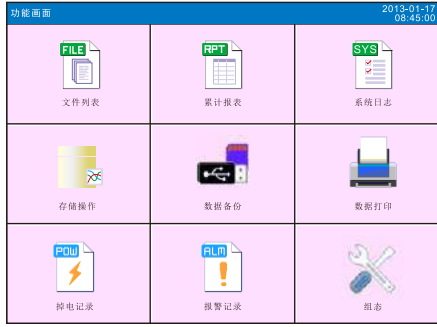 功能画面
2013-01-17
08:45:00
FILE
RPT
SYS
文件列表
累计报表
系统日志
存储操作
数据备份
数据打印
POW
ALM
掉电记录
报警记录
组态